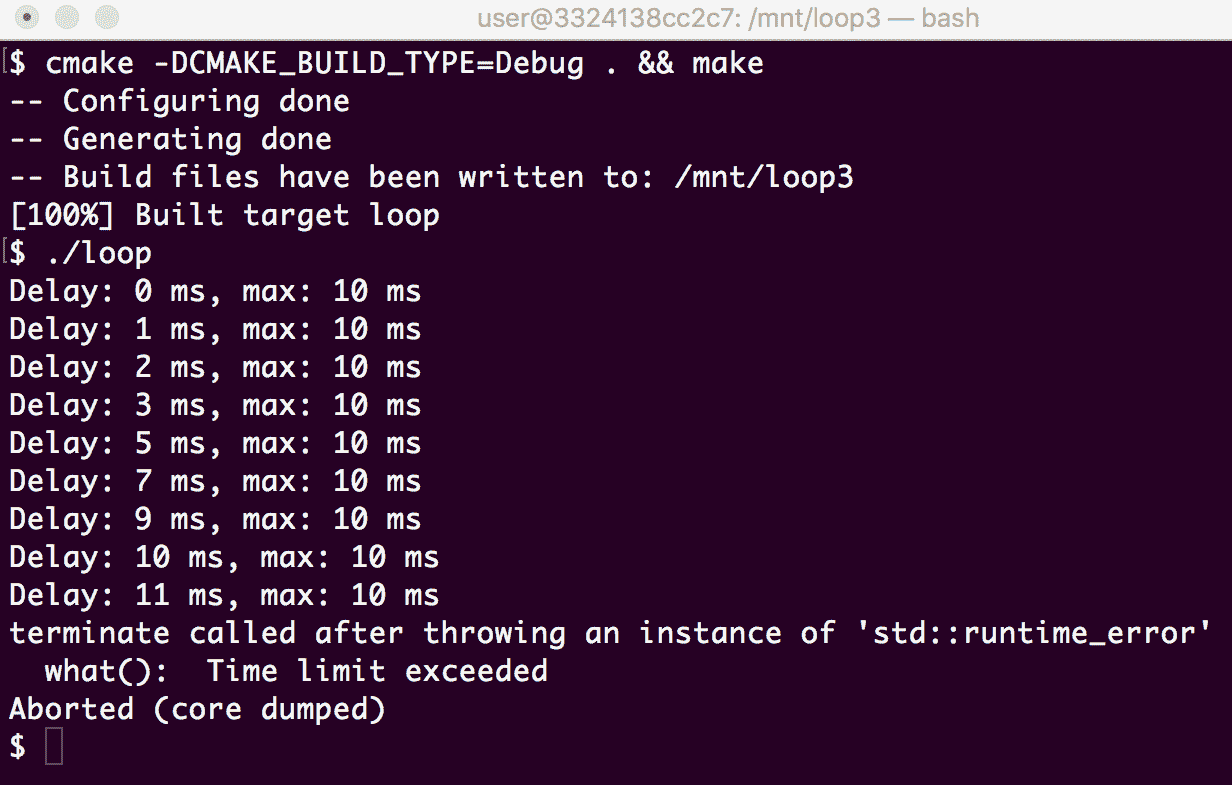 user@3324138cc2c7: /mnt/loop3 — bash
[$ cmake -DCMAKE_BUILD_TYPE=Debug . && make
-- Configuring done
-- Generating done
-- Build files have been written to: /mnt/loop3
[100%] Built target loop
[$ ./loop
Delay: 0 ms, max: 10 ms
Delay: 1 ms, max: 10 ms
Delay: 2 ms, max: 10 ms
Delay: 3 ms, max: 10 ms
Delay: 5 ms, max: 10 ms
Delay: 7 ms, max: 10 ms
Delay: 9 ms, max: 10 ms
Delay: 10 ms, max: 10 ms
Delay: 11 ms, max: 10 ms
terminate called after throwing an instance of 'std::runtime_error'
  what():  Time limit exceeded
Aborted (core dumped)
$